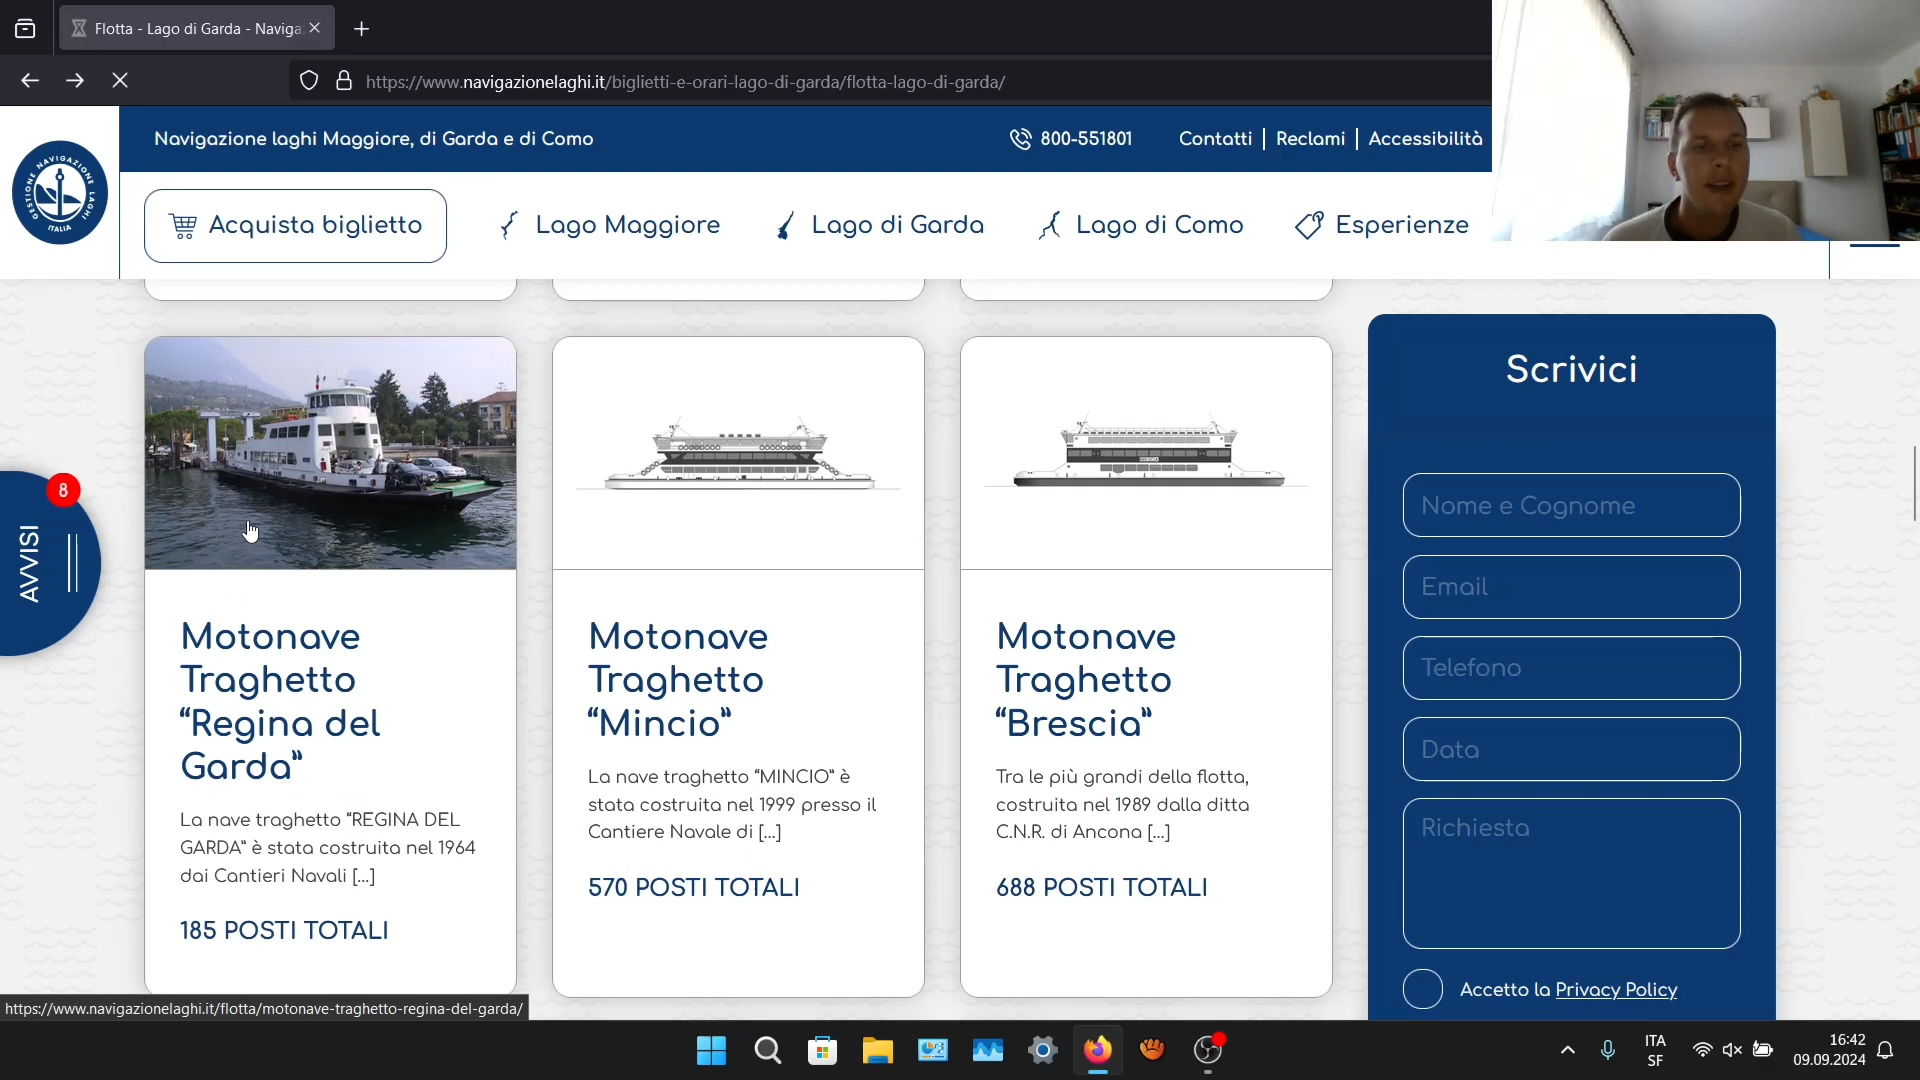 Flotta - Lago di Garda - Naviga
https://www.navigazionelaghi.it/biglietti-e-orari-lago-di-garda/flotta-lago-di-garda/
GESTIONE NAVIGAZIONE LAGHI
ITALIA
Navigazione laghi Maggiore, di Garda e di Como
800-551801
Contatti
Reclami
Accessibilità
Acquista biglietto
Lago Maggiore
Lago di Garda
Lago di Como
Esperienze
8
AVVISI
Motonave
Traghetto
“Regina del
Garda”
La nave traghetto “REGINA DEL
GARDA” è stata costruita nel 1964
dai Cantieri Navali [...]
185 POSTI TOTALI
BRESCIA
Motonave
Traghetto
“Mincio”
La nave traghetto “MINCIO” è
stata costruita nel 1999 presso il
Cantiere Navale di [...]
570 POSTI TOTALI
Motonave
Traghetto
“Brescia”
Tra le più grandi della flotta,
costruita nel 1989 dalla ditta
C.N.R. di Ancona [...]
688 POSTI TOTALI
Scrivici
Nome e Cognome
Email
Telefono
Data
Richiesta
Accetto la Privacy Policy
https://www.navigazionelaghi.it/flotta/motonave-traghetto-regina-del-garda/
ITA
SF
16:42
09.09.2024